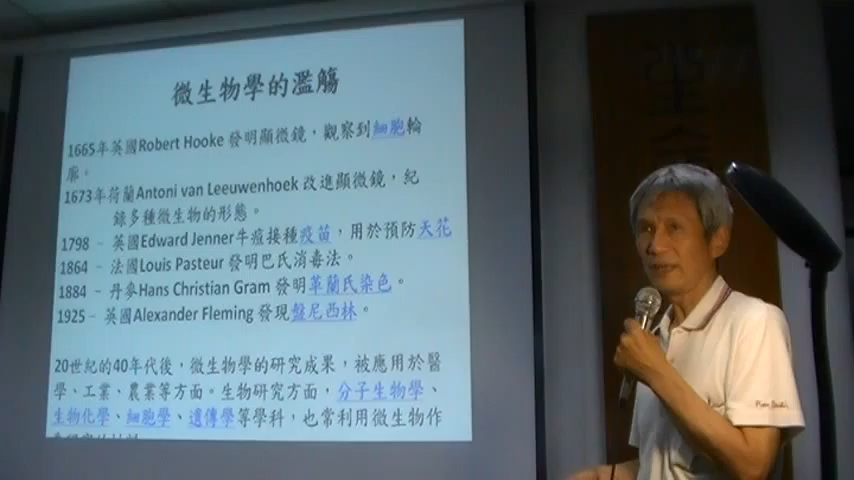 微生物學的濫觴
1665年英國Robert Hooke 發明顯微鏡，觀察到細胞輪
廓。
1673年荷蘭Antoni van Leeuwenhoek 改進顯微鏡，紀
錄多種微生物的形態。
1798 – 英國Edward Jenner牛痘接種疫苗，用於預防天花
1864 – 法國Louis Pasteur 發明巴氏消毒法。
1884 – 丹麥Hans Christian Gram 發明革蘭氏染色。
1925 – 英國Alexander Fleming 發現盤尼西林。
20世紀的40年代後，微生物學的研究成果，被應用於醫
學、工業、農業等方面。生物研究方面，分子生物學、
生物化學、細胞學、遺傳學等學科，也常利用微生物作